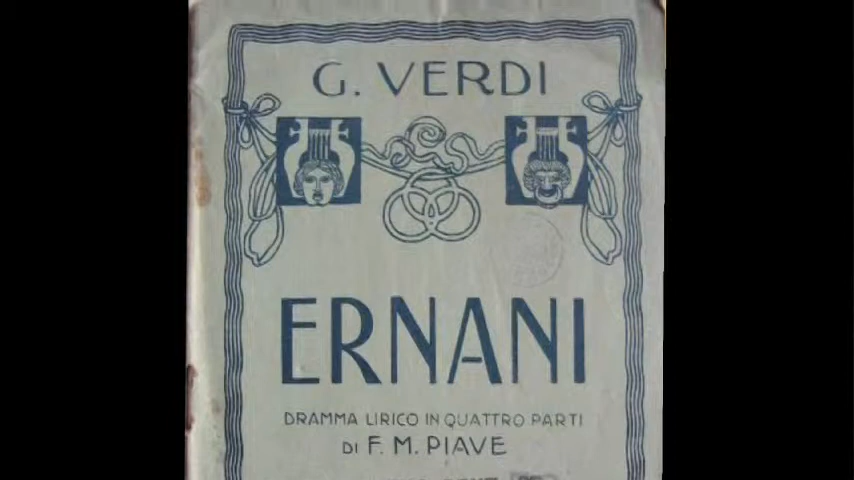 G. VERDI
ERNANI
DRAMMA LIRICO IN QUATTRO PARTI
DI F. M. PIAVE